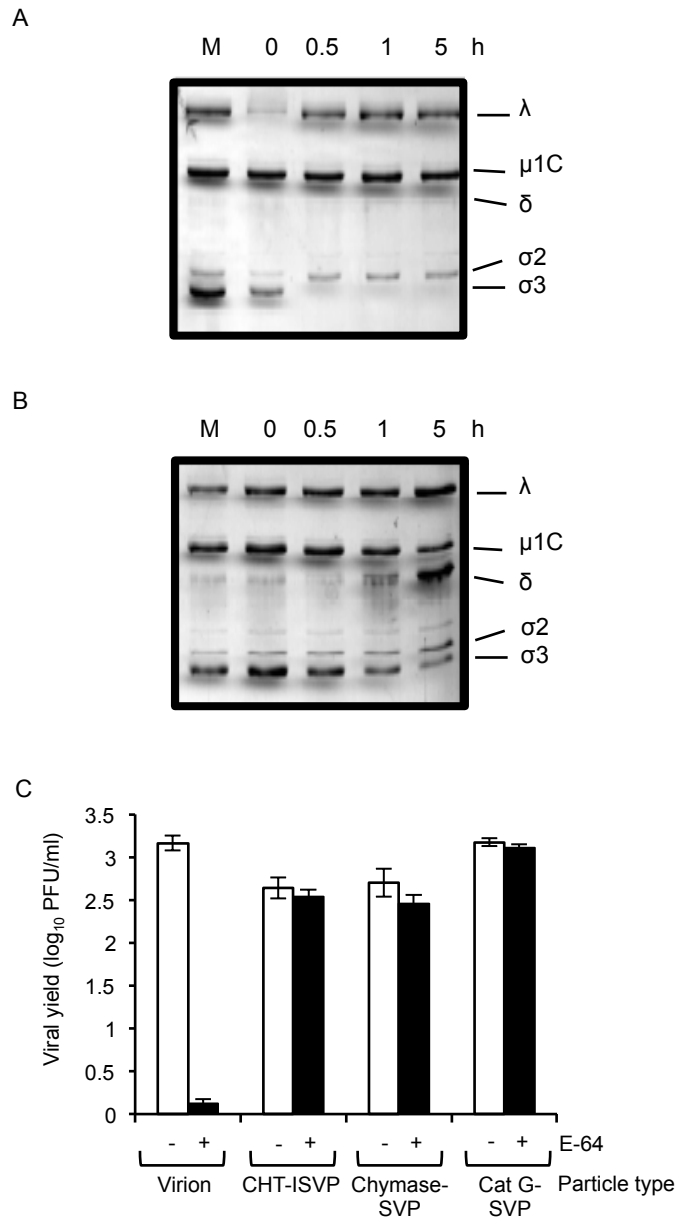 A
M 0 0.5 1 5 h
λ
μ1C
δ
σ2
σ3
B
M 0 0.5 1 5 h
λ
μ1C
δ
σ2
σ3
C
Viral yield (log10 PFU/ml)
3.5
3
2.5
2
1.5
1
0.5
0
- + - + - + - + E-64
Virion CHT-ISVP Chymase- Cat G- Particle type
SVP SVP